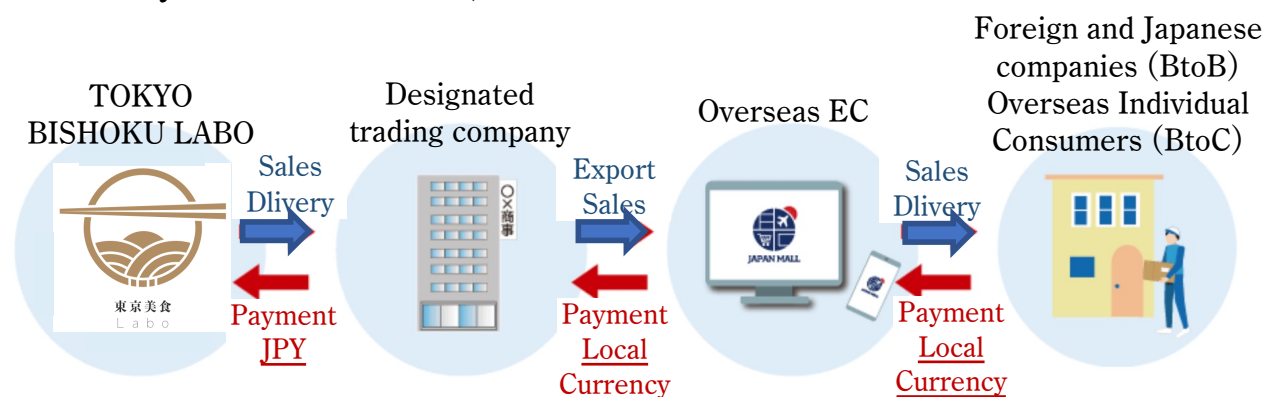 TOKYO
BISHOKU LABO
東京美食
Labo
Sales
Dlivery
Payment
JPY
Designated
trading company
○×商事
Export
Sales
Payment
Local
Currency
Overseas EC
JAPAN MALL
Sales
Dlivery
Payment
Local
Currency
Foreign and Japanese
companies (BtoB)
Overseas Individual
Consumers (BtoC)